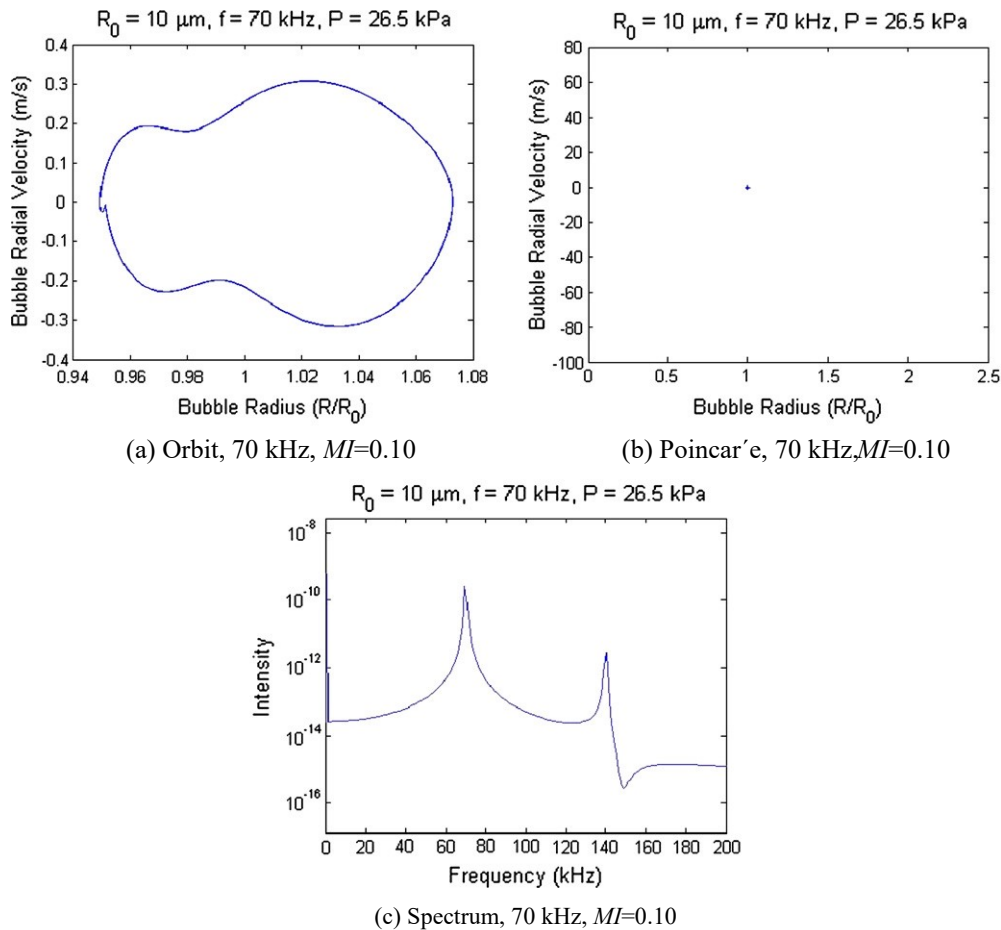 R0 = 10 μm, f = 70 kHz, P = 26.5 kPa
0.4
0.3
0.2
0.1
0
-0.1
-0.2
-0.3
-0.4
Bubble Radial Velocity (m/s)
0.94 0.96 0.98 1 1.02 1.04 1.06 1.08
Bubble Radius (R/R0)
(a) Orbit, 70 kHz, MI=0.10
R0 = 10 μm, f = 70 kHz, P = 26.5 kPa
80
60
40
20
0
-20
-40
-60
-80
-100
Bubble Radial Velocity (m/s)
0 0.5 1 1.5 2 2.5
Bubble Radius (R/R0)
(b) Poincar´e, 70 kHz,MI=0.10
R0 = 10 μm, f = 70 kHz, P = 26.5 kPa
10-8
10-10
10-12
10-14
10-16
Intensity
0 20 40 60 80 100 120 140 160 180 200
Frequency (kHz)
(c) Spectrum, 70 kHz, MI=0.10